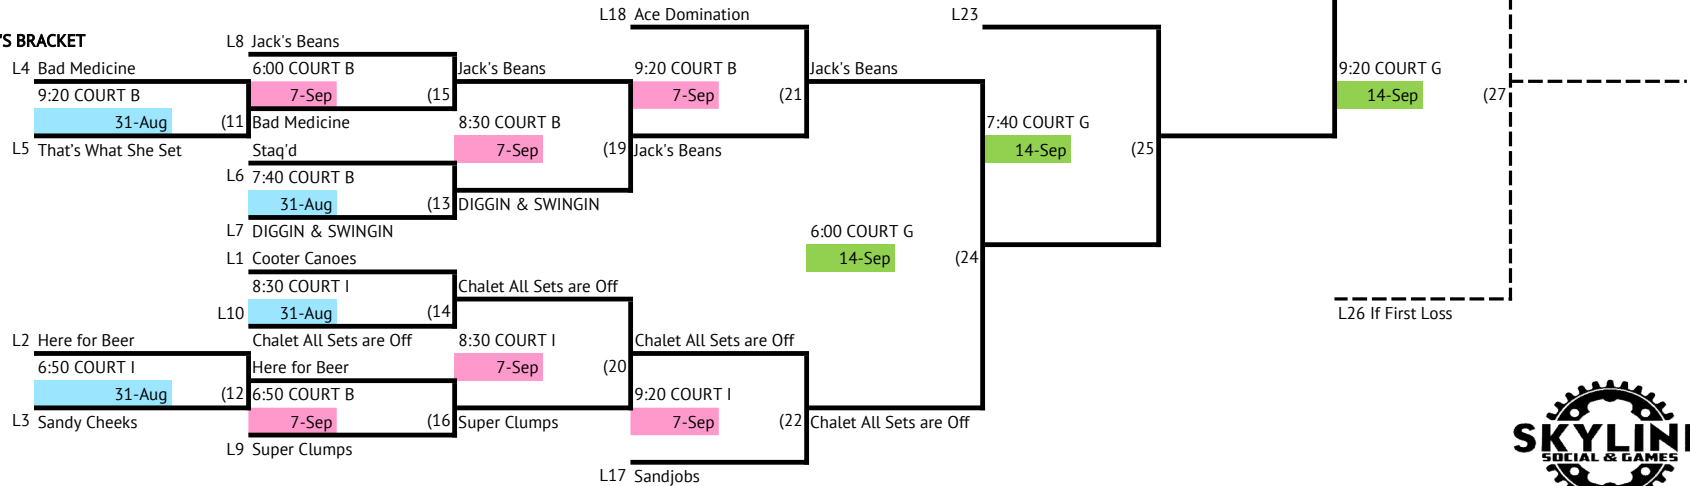 L18 Ace Domination
L23
'S BRACKET
L8 Jack's Beans
L4 Bad Medicine
6:00 COURT B
Jack's Beans
9:20 COURT B
Jack's Beans
9:20 COURT G
9:20 COURT B
7-Sep
(15
7-Sep
(21
14-Sep
(27
31-Aug
(11
Bad Medicine
8:30 COURT B
7:40 COURT G
L5 That's What She Set
Staq'd
7-Sep
(19
Jack's Beans
14-Sep
(25
L6 7:40 COURT B
31-Aug
(13
DIGGIN & SWINGIN
L7 DIGGIN & SWINGIN
6:00 COURT G
L1 Cooter Canoes
14-Sep
(24
8:30 COURT I
Chalet All Sets are Off
L10
31-Aug
(14
L26 If First Loss
L2 Here for Beer
Chalet All Sets are Off
8:30 COURT I
Chalet All Sets are Off
6:50 COURT I
Here for Beer
7-Sep
(20
31-Aug
(12
6:50 COURT B
9:20 COURT I
L3 Sandy Cheeks
7-Sep
(16
Super Clumps
7-Sep
(22
Chalet All Sets are Off
L9 Super Clumps
L17 Sandjobs
SKYLIN
SOCIAL & GAMES